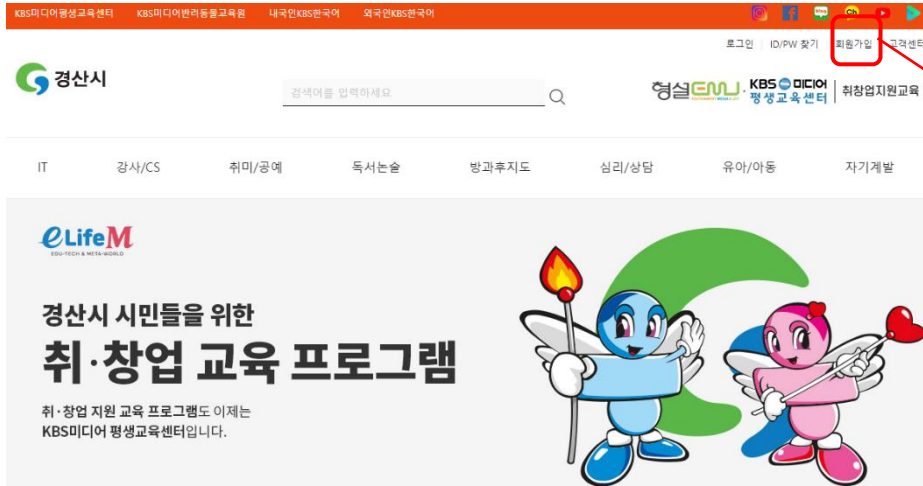 KBS미디어평생교육센터 KBS미디어반려동물교육원 내국인KBS한국어 외국인KBS한국어
로그인 ID/PW 찾기 회원가입 고객센터
경산시
검색어를 입력하세요
형설EMJ · KBS 미디어 평생교육센터 취창업지원교육
IT 강사/CS 취미/공예 독서논술 방과후지도 심리/상담 유아/아동 자기계발
eLifeM
EDU-TECH & META-WORLD
경산시 시민들을 위한
취·창업 교육 프로그램
취·창업 지원 교육 프로그램도 이제는
KBS미디어 평생교육센터입니다.